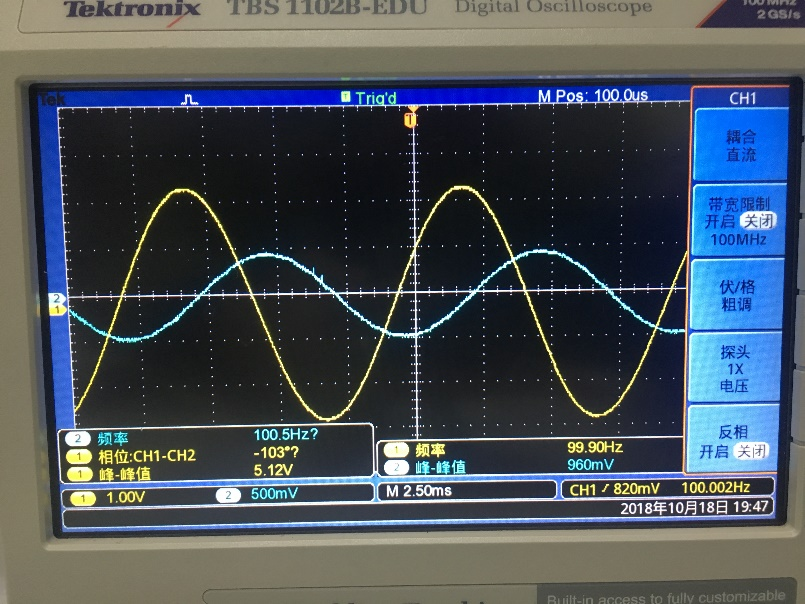 Tektronix TBS 1102B-EDU Digital Oscilloscope 100 MHz
2 GS/s
Tek T Trig'd M Pos: 100.0us CH1
T
耦合
直流
带宽限制
开启 关闭
100MHz
伏/格
粗调
探头
1X
电压
反相
开启 关闭
2
1
2 频率 100.5Hz?
1 相位:CH1-CH2 -103°?
1 峰-峰值 5.12V
1 频率 99.90Hz
2 峰-峰值 960mV
1 1.00V 2 500mV M 2.50ms CH1 820mV 100.002Hz
2018年10月18日 19:47
Built-in access to fully customizable